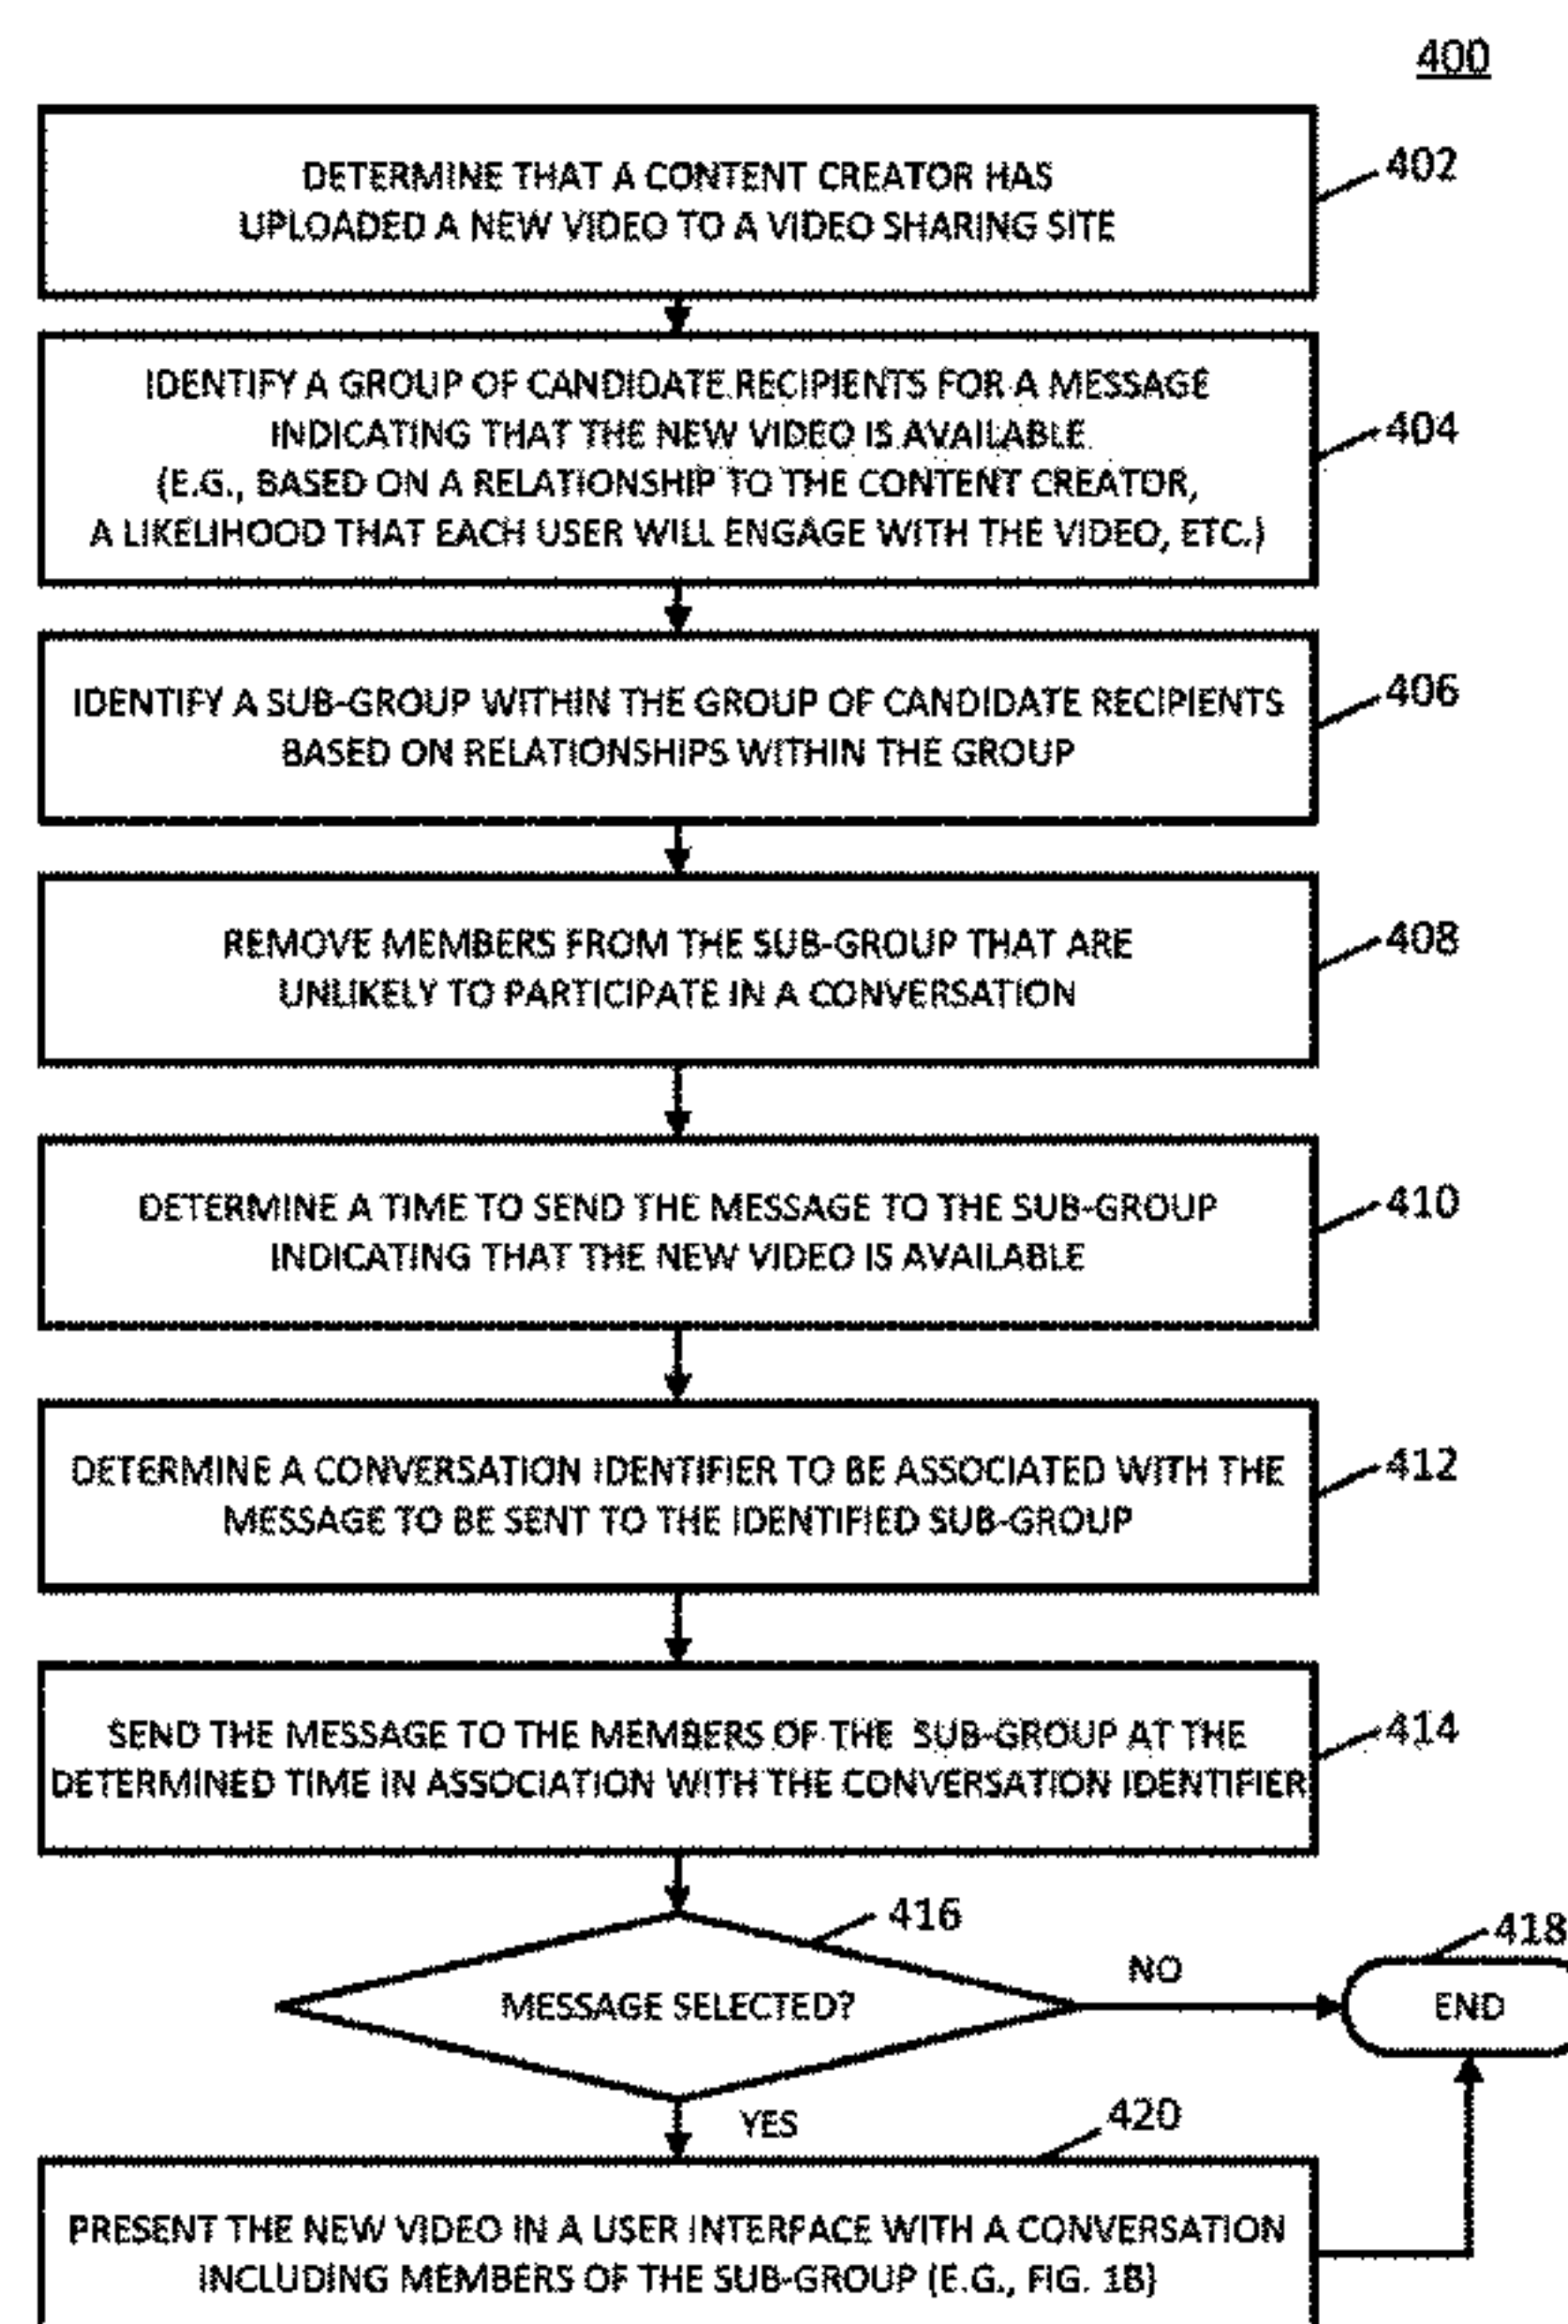 400
DETERMINE THAT A CONTENT CREATOR HAS
UPLOADED A NEW VIDEO TO A VIDEO SHARING SITE
402
IDENTIFY A GROUP OF CANDIDATE RECIPIENTS FOR A MESSAGE
INDICATING THAT THE NEW VIDEO IS AVAILABLE
(E.G., BASED ON A RELATIONSHIP TO THE CONTENT CREATOR,
A LIKELIHOOD THAT EACH USER WILL ENGAGE WITH THE VIDEO, ETC.)
404
IDENTIFY A SUB-GROUP WITHIN THE GROUP OF CANDIDATE RECIPIENTS
BASED ON RELATIONSHIPS WITHIN THE GROUP
406
REMOVE MEMBERS FROM THE SUB-GROUP THAT ARE
UNLIKELY TO PARTICIPATE IN A CONVERSATION
408
DETERMINE A TIME TO SEND THE MESSAGE TO THE SUB-GROUP
INDICATING THAT THE NEW VIDEO IS AVAILABLE
410
DETERMINE A CONVERSATION IDENTIFIER TO BE ASSOCIATED WITH THE
MESSAGE TO BE SENT TO THE IDENTIFIED SUB-GROUP
412
SEND THE MESSAGE TO THE MEMBERS OF THE SUB-GROUP AT THE
DETERMINED TIME IN ASSOCIATION WITH THE CONVERSATION IDENTIFIER
414
416
MESSAGE SELECTED?
NO
418
END
YES
420
PRESENT THE NEW VIDEO IN A USER INTERFACE WITH A CONVERSATION
INCLUDING MEMBERS OF THE SUB-GROUP (E.G., FIG. 1B)